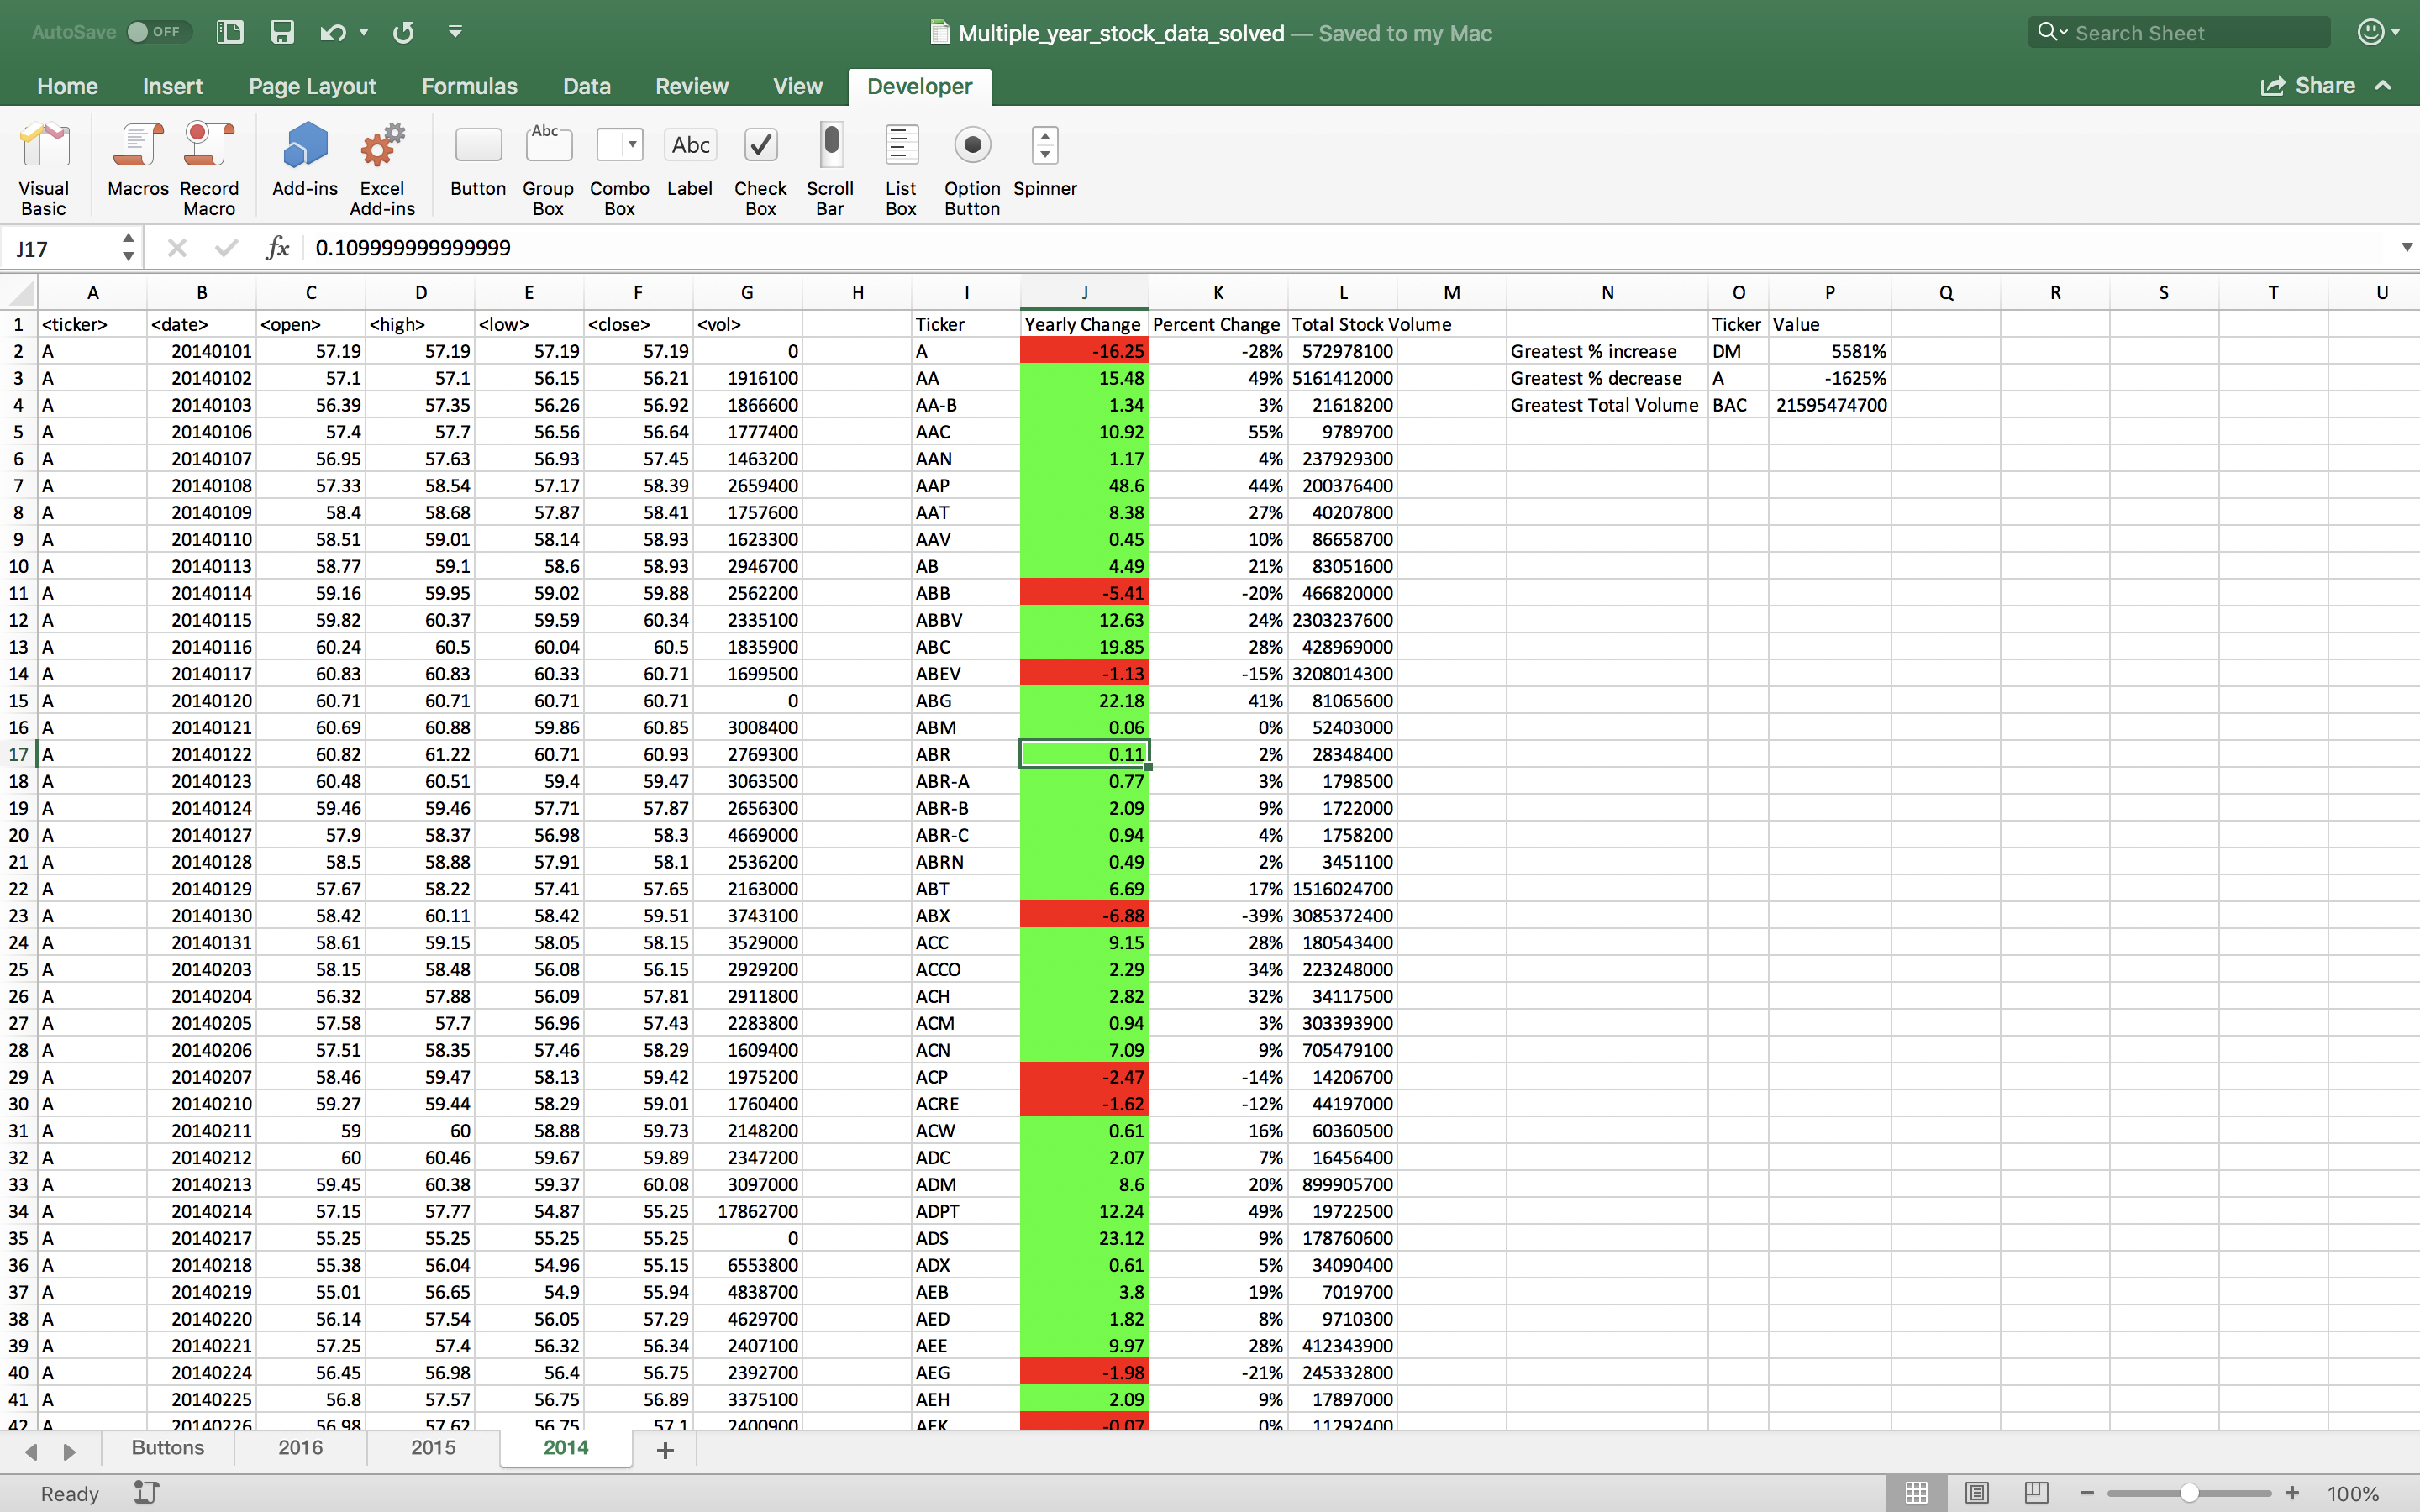 AutoSave OFF Multiple_year_stock_data_solved — Saved to my Mac Search Sheet
Home Insert Page Layout Formulas Data Review View Developer Share
Visual Basic Macros Record Macro Add-ins Excel Add-ins Button Abc Group Box Combo Box Abc Label Check Box Scroll Bar List Box Option Button Spinner
J17 fx 0.109999999999999
A B C D E F G H I J K L M N O P Q R S T U
1 <ticker> <date> <open> <high> <low> <close> <vol> Ticker Yearly Change Percent Change Total Stock Volume Ticker Value
2 A 20140101 57.19 57.19 57.19 57.19 0 A -16.25 -28% 572978100 Greatest % increase DM 5581%
3 A 20140102 57.1 57.1 56.15 56.21 1916100 AA 15.48 49% 5161412000 Greatest % decrease A -1625%
4 A 20140103 56.39 57.35 56.26 56.92 1866600 AA-B 1.34 3% 21618200 Greatest Total Volume BAC 21595474700
5 A 20140106 57.4 57.7 56.56 56.64 1777400 AAC 10.92 55% 9789700
6 A 20140107 56.95 57.63 56.93 57.45 1463200 AAN 1.17 4% 237929300
7 A 20140108 57.33 58.54 57.17 58.39 2659400 AAP 48.6 44% 200376400
8 A 20140109 58.4 58.68 57.87 58.41 1757600 AAT 8.38 27% 40207800
9 A 20140110 58.51 59.01 58.14 58.93 1623300 AAV 0.45 10% 86658700
10 A 20140113 58.77 59.1 58.6 58.93 2946700 AB 4.49 21% 83051600
11 A 20140114 59.16 59.95 59.02 59.88 2562200 ABB -5.41 -20% 466820000
12 A 20140115 59.82 60.37 59.59 60.34 2335100 ABBV 12.63 24% 2303237600
13 A 20140116 60.24 60.5 60.04 60.5 1835900 ABC 19.85 28% 428969000
14 A 20140117 60.83 60.83 60.33 60.71 1699500 ABEV -1.13 -15% 3208014300
15 A 20140120 60.71 60.71 60.71 60.71 0 ABG 22.18 41% 81065600
16 A 20140121 60.69 60.88 59.86 60.85 3008400 ABM 0.06 0% 52403000
17 A 20140122 60.82 61.22 60.71 60.93 2769300 ABR 0.11 2% 28348400
18 A 20140123 60.48 60.51 59.4 59.47 3063500 ABR-A 0.77 3% 1798500
19 A 20140124 59.46 59.46 57.71 57.87 2656300 ABR-B 2.09 9% 1722000
20 A 20140127 57.9 58.37 56.98 58.3 4669000 ABR-C 0.94 4% 1758200
21 A 20140128 58.5 58.88 57.91 58.1 2536200 ABRN 0.49 2% 3451100
22 A 20140129 57.67 58.22 57.41 57.65 2163000 ABT 6.69 17% 1516024700
23 A 20140130 58.42 60.11 58.42 59.51 3743100 ABX -6.88 -39% 3085372400
24 A 20140131 58.61 59.15 58.05 58.15 3529000 ACC 9.15 28% 180543400
25 A 20140203 58.15 58.48 56.08 56.15 2929200 ACCO 2.29 34% 223248000
26 A 20140204 56.32 57.88 56.09 57.81 2911800 ACH 2.82 32% 34117500
27 A 20140205 57.58 57.7 56.96 57.43 2283800 ACM 0.94 3% 303393900
28 A 20140206 57.51 58.35 57.46 58.29 1609400 ACN 7.09 9% 705479100
29 A 20140207 58.46 59.47 58.13 59.42 1975200 ACP -2.47 -14% 14206700
30 A 20140210 59.27 59.44 58.29 59.01 1760400 ACRE -1.62 -12% 44197000
31 A 20140211 59 60 58.88 59.73 2148200 ACW 0.61 16% 60360500
32 A 20140212 60 60.46 59.67 59.89 2347200 ADC 2.07 7% 16456400
33 A 20140213 59.45 60.38 59.37 60.08 3097000 ADM 8.6 20% 899905700
34 A 20140214 57.15 57.77 54.87 55.25 17862700 ADPT 12.24 49% 19722500
35 A 20140217 55.25 55.25 55.25 55.25 0 ADS 23.12 9% 178760600
36 A 20140218 55.38 56.04 54.96 55.15 6553800 ADX 0.61 5% 34090400
37 A 20140219 55.01 56.65 54.9 55.94 4838700 AEB 3.8 19% 7019700
38 A 20140220 56.14 57.54 56.05 57.29 4629700 AED 1.82 8% 9710300
39 A 20140221 57.25 57.4 56.32 56.34 2407100 AEE 9.97 28% 412343900
40 A 20140224 56.45 56.98 56.4 56.75 2392700 AEG -1.98 -21% 245332800
41 A 20140225 56.8 57.57 56.75 56.89 3375100 AEH 2.09 9% 17897000
42 A 20140226 56.98 57.62 56.75 57.1 2400900 AEK -0.07 0% 11292400
Buttons 2016 2015 2014 +
Ready 100%